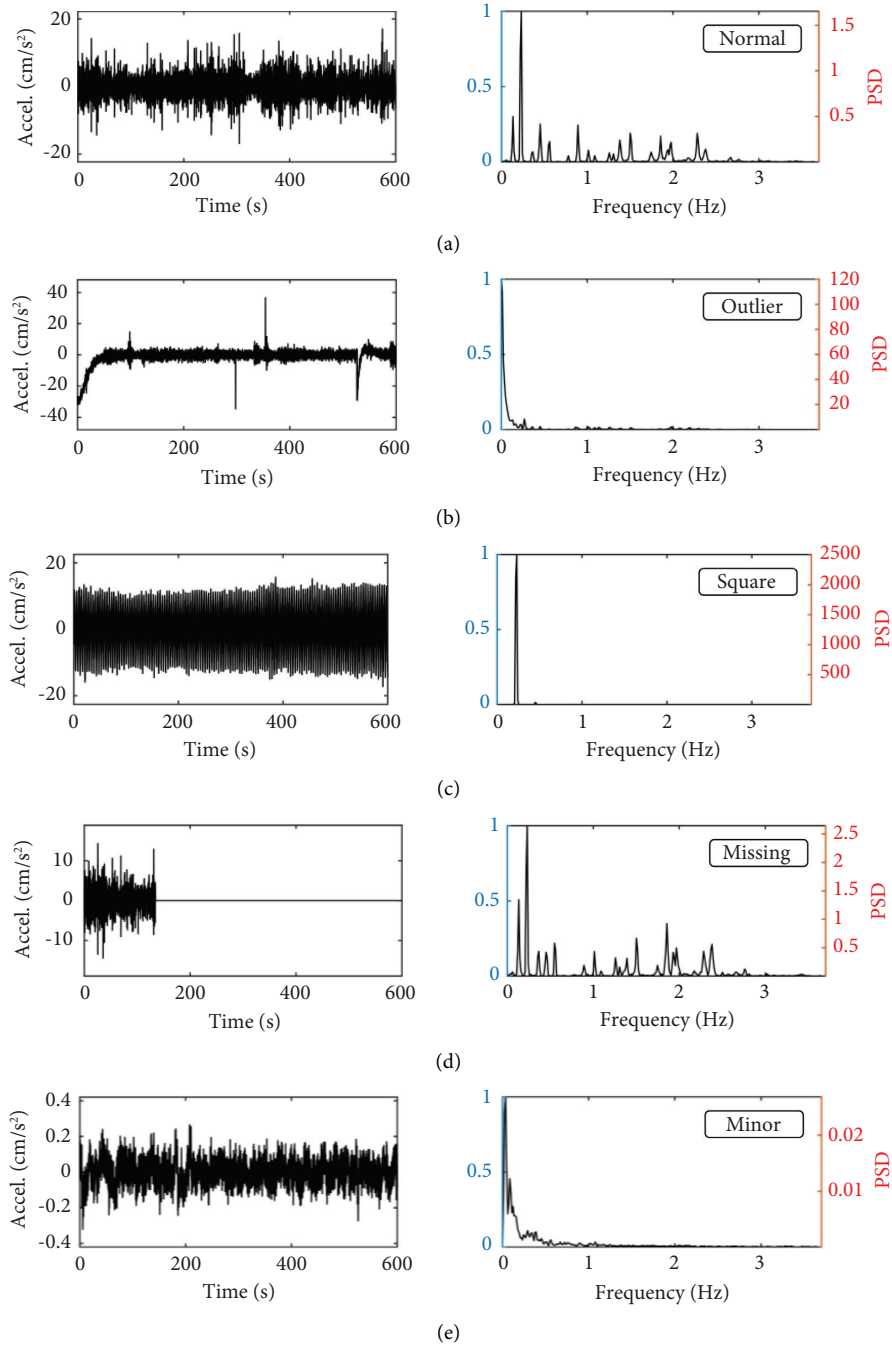 Accel. (cm/s²)
20
0
-20
0 200 400 600
Time (s)
1
0.5
0
1 2 3
Frequency (Hz)
Normal
1.5
1
0.5
PSD
(a)
Accel. (cm/s²)
40
20
0
-20
-40
0 200 400 600
Time (s)
1
0.5
0
0 1 2 3
Frequency (Hz)
Outlier
120
100
80
60
40
20
PSD
(b)
Accel. (cm/s²)
20
0
-20
0 200 400 600
Time (s)
1
0.5
0
1 2 3
Frequency (Hz)
Square
2500
2000
1500
1000
500
PSD
(c)
Accel. (cm/s²)
10
0
-10
0 200 400 600
Time (s)
1
0.5
0
0 1 2 3
Frequency (Hz)
Missing
2.5
2
1.5
1
0.5
PSD
(d)
Accel. (cm/s²)
0.4
0.2
0
-0.2
-0.4
0 200 400 600
Time (s)
1
0.5
0
0 1 2 3
Frequency (Hz)
Minor
0.02
0.01
PSD
(e)